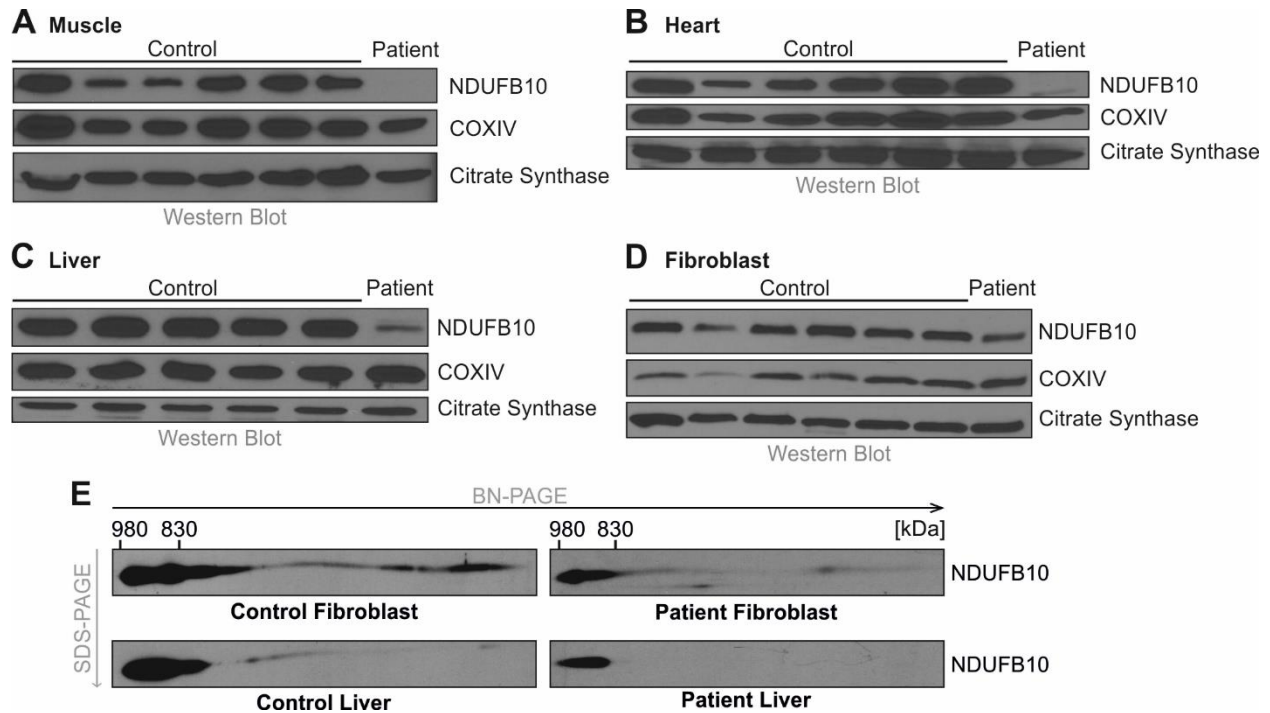 A Muscle
Control Patient
NDUFB10
COXIV
Citrate Synthase
Western Blot
B Heart
Control Patient
NDUFB10
COXIV
Citrate Synthase
Western Blot
C Liver
Control Patient
NDUFB10
COXIV
Citrate Synthase
Western Blot
D Fibroblast
Control Patient
NDUFB10
COXIV
Citrate Synthase
Western Blot
E
BN-PAGE
980 830 980 830 [kDa]
SDS-PAGE
NDUFB10
Control Fibroblast Patient Fibroblast
NDUFB10
Control Liver Patient Liver